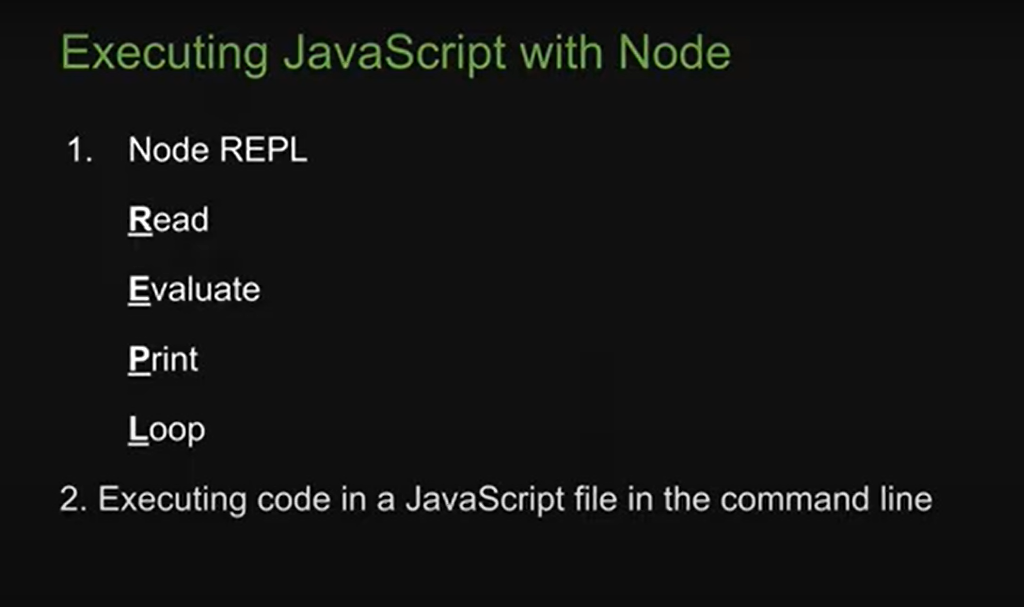 Executing JavaScript with Node
1. Node REPL
Read
Evaluate
Print
Loop
2. Executing code in a JavaScript file in the command line